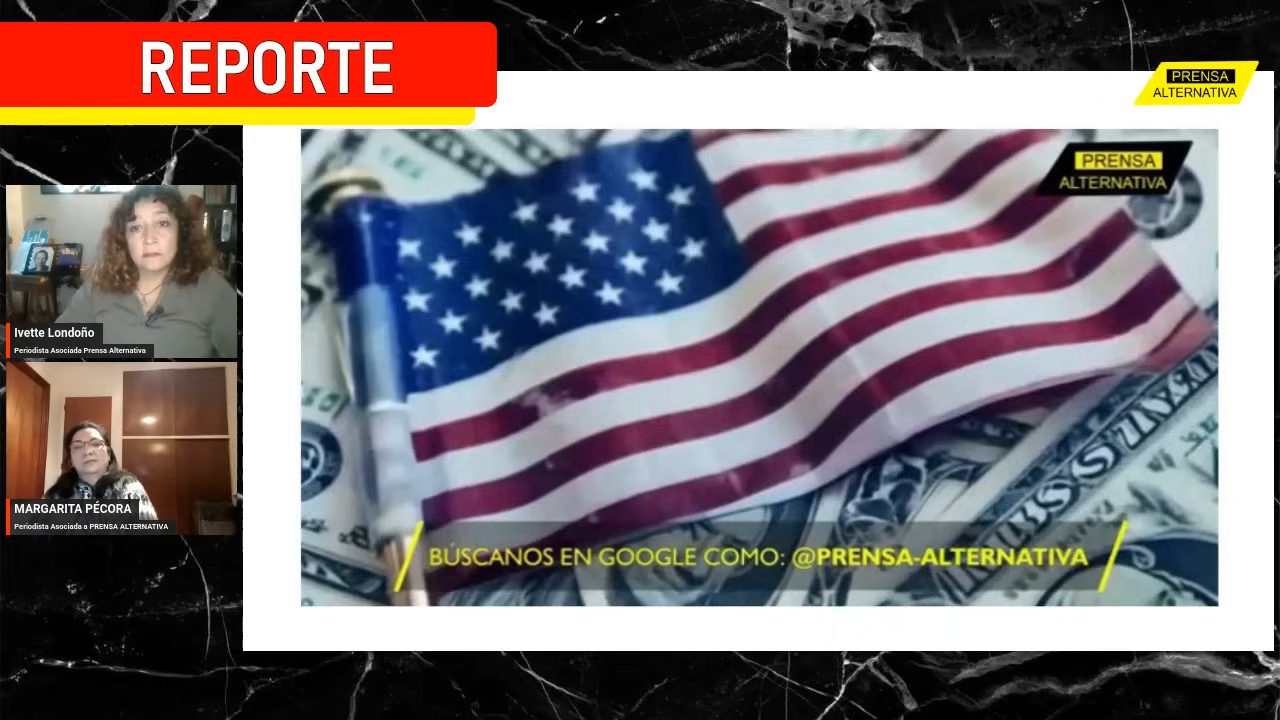 REPORTE
PRENSA
ALTERNATIVA
PRENSA
ALTERNATIVA
Ivette Londoño
Periodista Asociada Prensa Alternativa
MARGARITA PÉCORA
Periodista Asociada a PRENSA ALTERNATIVA
BÚSCANOS EN GOOGLE COMO: @PRENSA-ALTERNATIVA